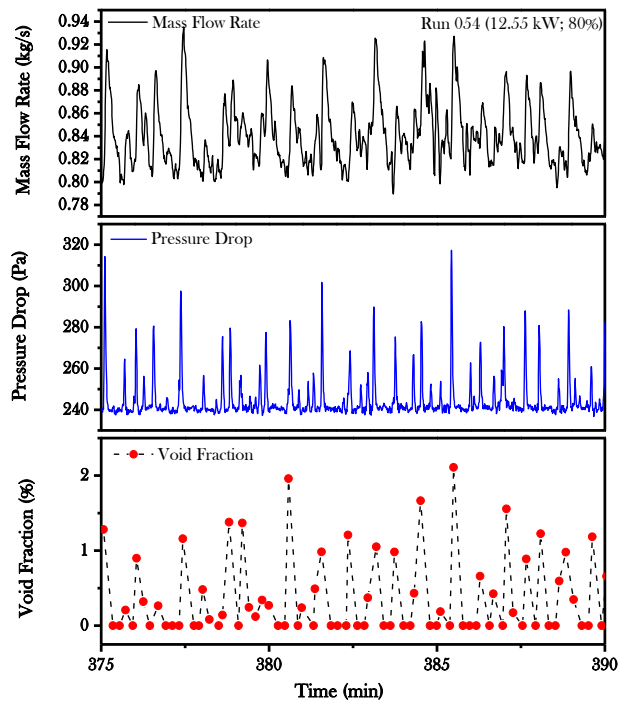 Mass Flow Rate
Run 054 (12.55 kW; 80%)
Mass Flow Rate (kg/s)
0.94
0.92
0.90
0.88
0.86
0.84
0.82
0.80
0.78
Pressure Drop
Pressure Drop (Pa)
320
300
280
260
240
Void Fraction
Void Fraction (%)
2
1
0
375
380
385
390
Time (min)